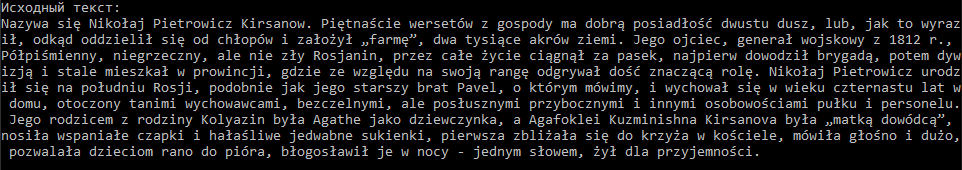 Исходный текст:
Nazywa się Nikołaj Pietrowicz Kirsanow. Piętnaście wersetów z gospody ma dobrą posiadłość dwustu dusz, lub, jak to wyraz
ił, odkąd oddzielił się od chłopów i założył „farmę”, dwa tysiące akrów ziemi. Jego ojciec, generał wojskowy z 1812 r.,
Półpiśmienny, niegrzeczny, ale nie zły Rosjanin, przez całe życie ciągnął za pasek, najpierw dowodził brygadą, potem dyw
izją i stale mieszkał w prowincji, gdzie ze względu na swoją rangę odgrywał dość znaczącą rolę. Nikołaj Pietrowicz urodz
ił się na południu Rosji, podobnie jak jego starszy brat Pavel, o którym mówimy, i wychował się w wieku czternastu lat w
 domu, otoczony tanimi wychowawcami, bezczelnymi, ale posłusznymi przybocznymi i innymi osobowościami pułku i personelu.
 Jego rodzicem z rodziny Kolyazin była Agathe jako dziewczynka, a Agafoklei Kuzminishna Kirsanova była „matką dowódcą”,
nosiła wspaniałe czapki i hałaśliwe jedwabne sukienki, pierwsza zbliżała się do krzyża w kościele, mówiła głośno i dużo,
 pozwalała dzieciom rano do pióra, błogosławił je w nocy - jednym słowem, żył dla przyjemności.